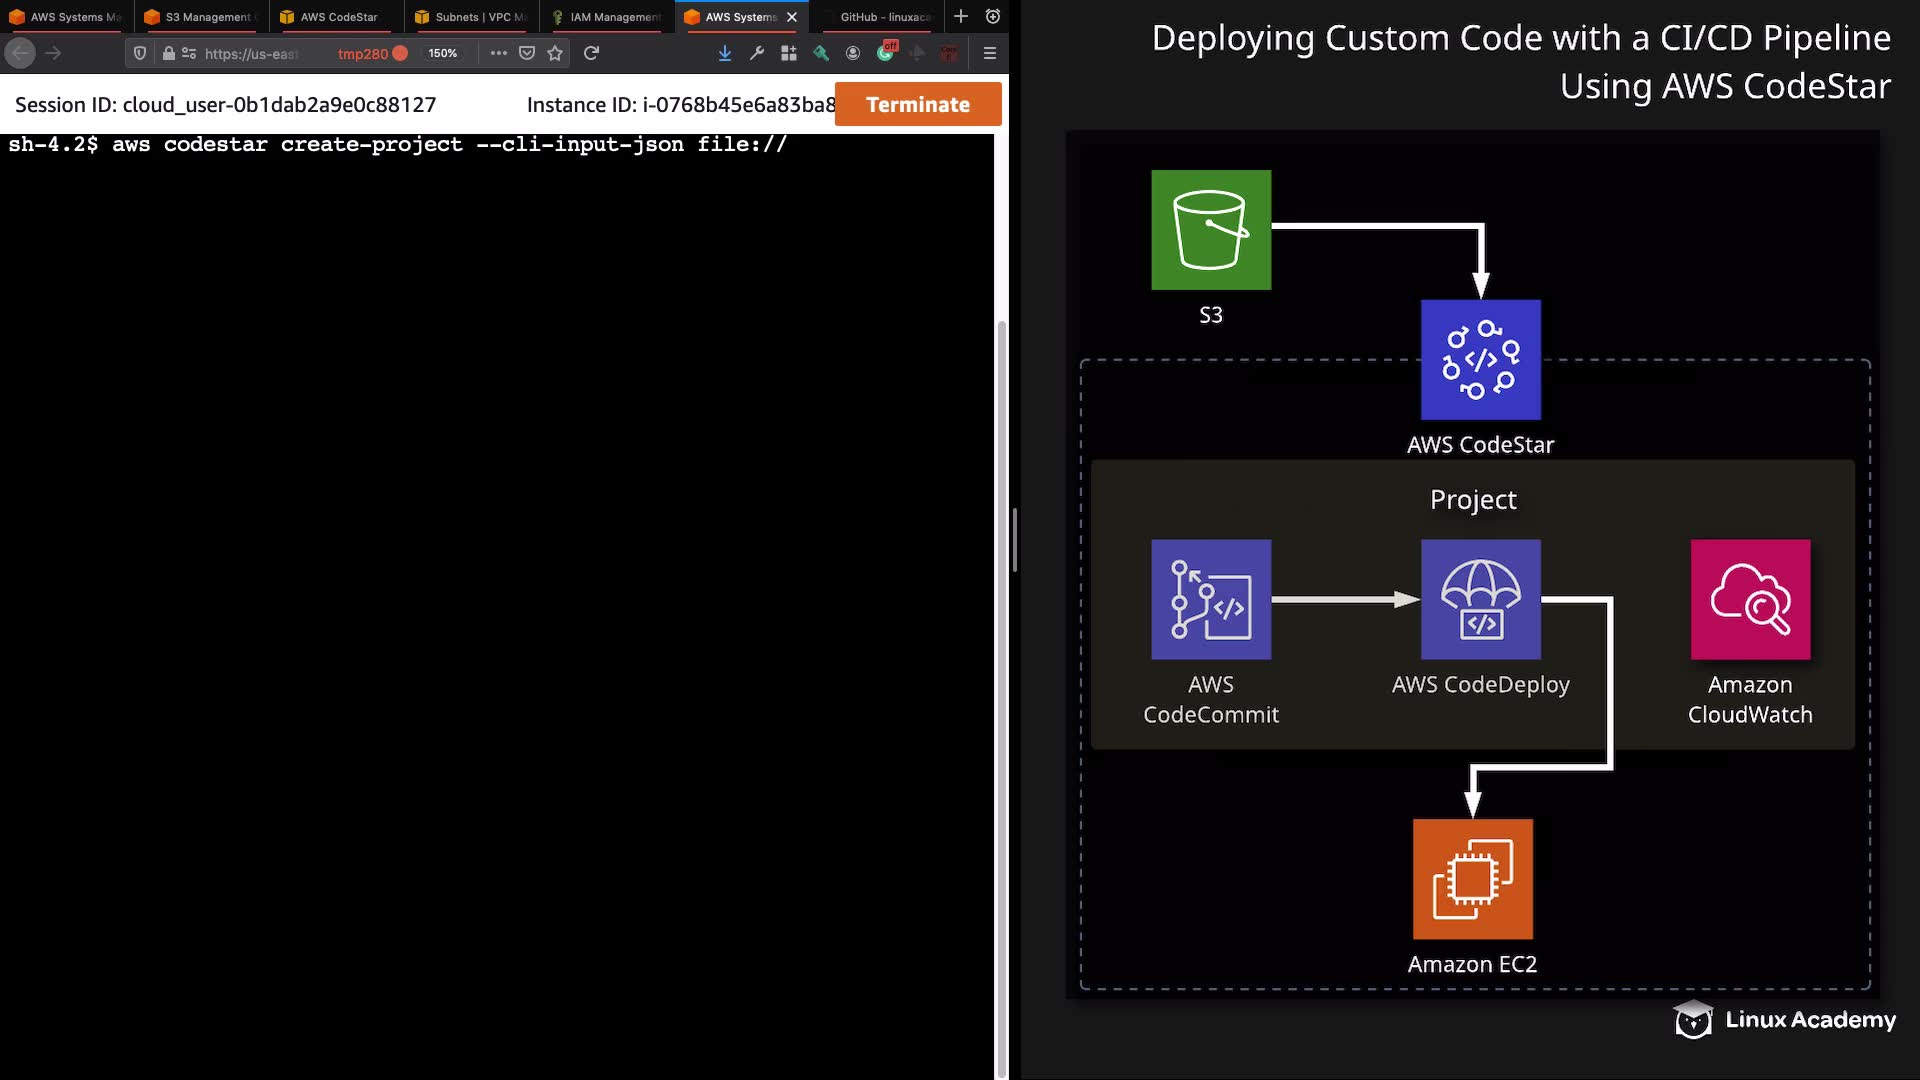 AWS Systems Ma
S3 Management C
AWS CodeStar
Subnets | VPC Ma
IAM Management
AWS Systems
GitHub - linuxaca
https://us-east
tmp280
150%
off
Session ID: cloud_user-0b1dab2a9e0c88127
Instance ID: i-0768b45e6a83ba8
Terminate
sh-4.2$ aws codestar create-project --cli-input-json file://
Deploying Custom Code with a CI/CD Pipeline
Using AWS CodeStar
S3
AWS CodeStar
Project
AWS
CodeCommit
AWS CodeDeploy
Amazon
CloudWatch
Amazon EC2
Linux Academy